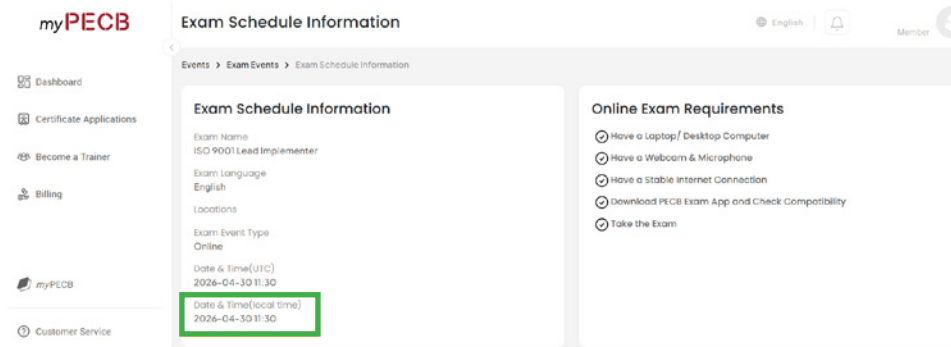 myPECB
Exam Schedule Information
English
Member
Events > Exam Events > Exam Schedule Information
Dashboard
Certificate Applications
Become a Trainer
Billing
myPECB
Customer Service
Exam Schedule Information
Exam Name
ISO 9001 Lead Implementer
Exam Language
English
Locations
Exam Event Type
Online
Date & Time(UTC)
2026-04-30 11:30
Date & Time(local time)
2026-04-30 11:30
Online Exam Requirements
Have a Laptop/ Desktop Computer
Have a Webcam & Microphone
Have a Stable Internet Connection
Download PECB Exam App and Check Compatibility
Take the Exam